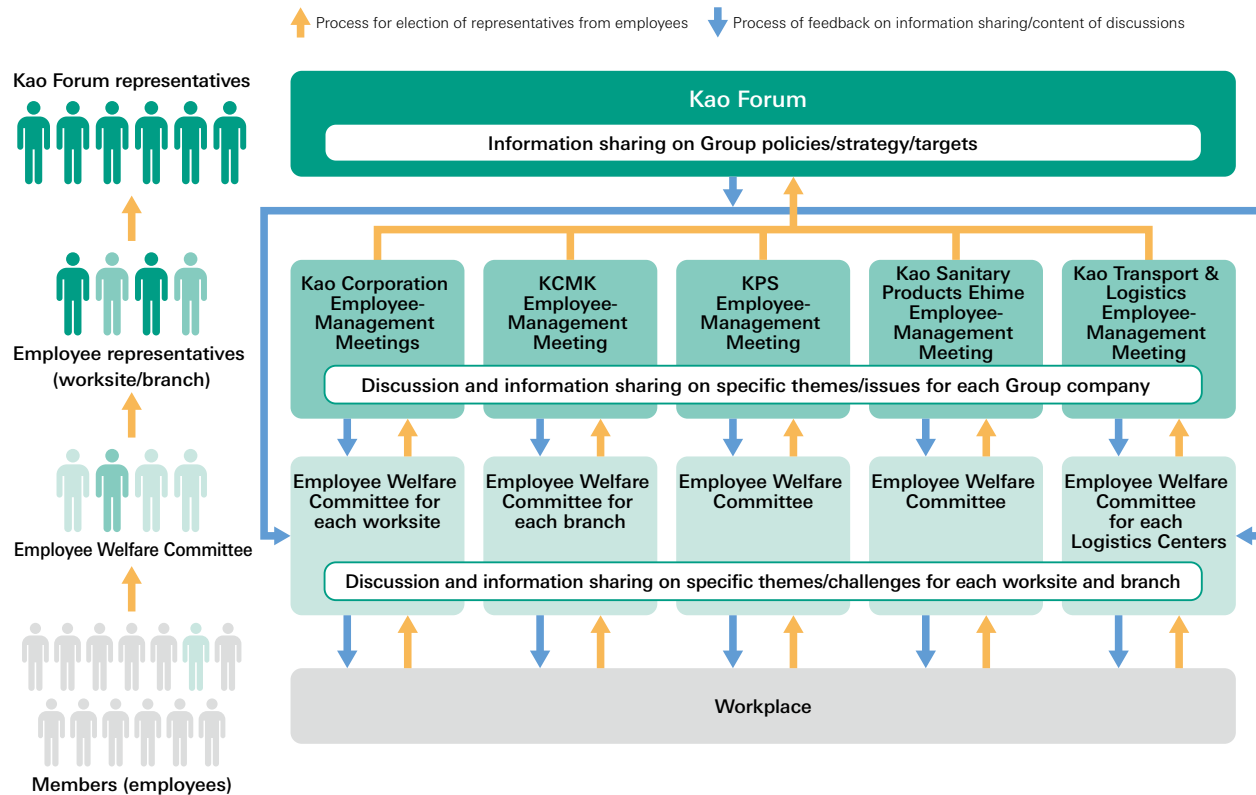 Process for election of representatives from employees
Process of feedback on information sharing/content of discussions
Kao Forum representatives
Employee representatives
(worksite/branch)
Employee Welfare Committee
Members (employees)
Kao Forum
Information sharing on Group policies/strategy/targets
Kao Corporation
Employee-
Management
Meetings
KCMK
Employee-
Management
Meeting
KPS
Employee-
Management
Meeting
Kao Sanitary
Products Ehime
Employee-
Management
Meeting
Kao Transport &
Logistics
Employee-
Management
Meeting
Discussion and information sharing on specific themes/issues for each Group company
Employee Welfare
Committee for
each worksite
Employee Welfare
Committee for
each branch
Employee Welfare
Committee
Employee Welfare
Committee
Employee Welfare
Committee
for each
Logistics Centers
Discussion and information sharing on specific themes/challenges for each worksite and branch
Workplace